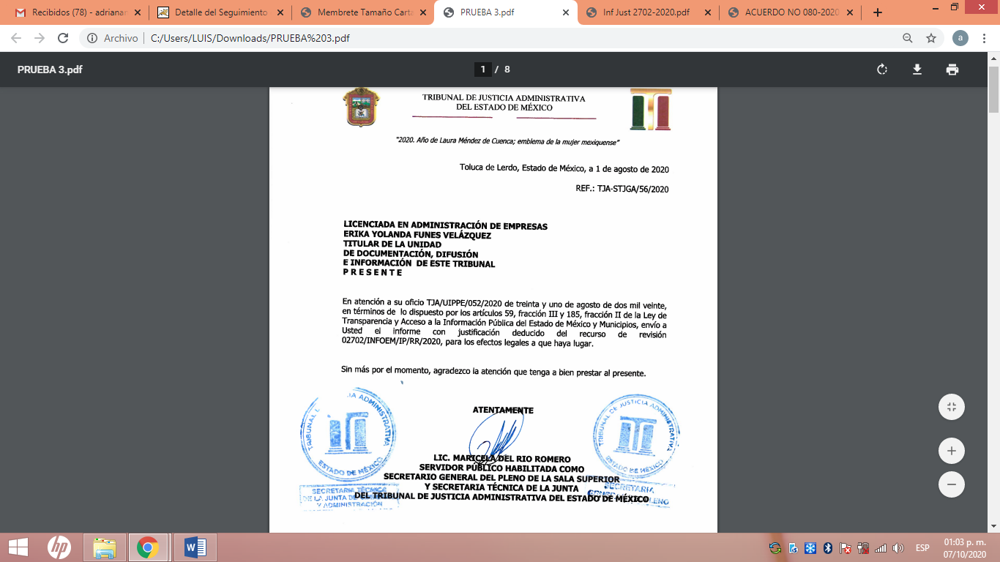 Recibidos (78) - adrianar
Detalle del Seguimiento
Membrete Tamaño Carta
PRUEBA 3.pdf
Inf Just 2702-2020.pdf
ACUERDO NO 080-2020
Archivo
C:/Users/LUIS/Downloads/PRUEBA%203.pdf
a
PRUEBA 3.pdf
1 / 8
TRIBUNAL DE JUSTICIA ADMINISTRATIVA
DEL ESTADO DE MÉXICO
"2020. Año de Laura Méndez de Cuenca; emblema de la mujer mexiquense"
Toluca de Lerdo, Estado de México, a 1 de agosto de 2020
REF.: TJA-STJGA/56/2020
LICENCIADA EN ADMINISTRACIÓN DE EMPRESAS
ERIKA YOLANDA FUNES VELÁZQUEZ
TITULAR DE LA UNIDAD
DE DOCUMENTACIÓN, DIFUSIÓN
E INFORMACIÓN DE ESTE TRIBUNAL
P R E S E N T E
En atención a su oficio TJA/UIPPE/052/2020 de treinta y uno de agosto de dos mil veinte,
en términos de lo dispuesto por los artículos 59, fracción III y 185, fracción II de la Ley de
Transparencia y Acceso a la Información Pública del Estado de México y Municipios, envío a
Usted el informe con justificación deducido del recurso de revisión
02702/INFOEM/IP/RR/2020, para los efectos legales a que haya lugar.
Sin más por el momento, agradezco la atención que tenga a bien prestar al presente.
ATENTAMENTE
LIC. MARICELA DEL RIO ROMERO
SERVIDOR PÚBLICO HABILITADA COMO
SECRETARIO GENERAL DEL PLENO DE LA SALA SUPERIOR
Y SECRETARIA TÉCNICA DE LA JUNTA
DEL TRIBUNAL DE JUSTICIA ADMINISTRATIVA DEL ESTADO DE MÉXICO
TRIBUNAL ADMINISTRATIVA
ESTADO DE MÉXICO
SECRETARIA TÉCNICA
DE LA JUNTA DE
Y ADMINISTRACIÓN
TRIBUNAL DE JUSTICIA ADMINISTRATIVA
ESTADO DE MÉXICO
SECRETARIA
PLENO
hp
ESP
01:03 p. m.
07/10/2020